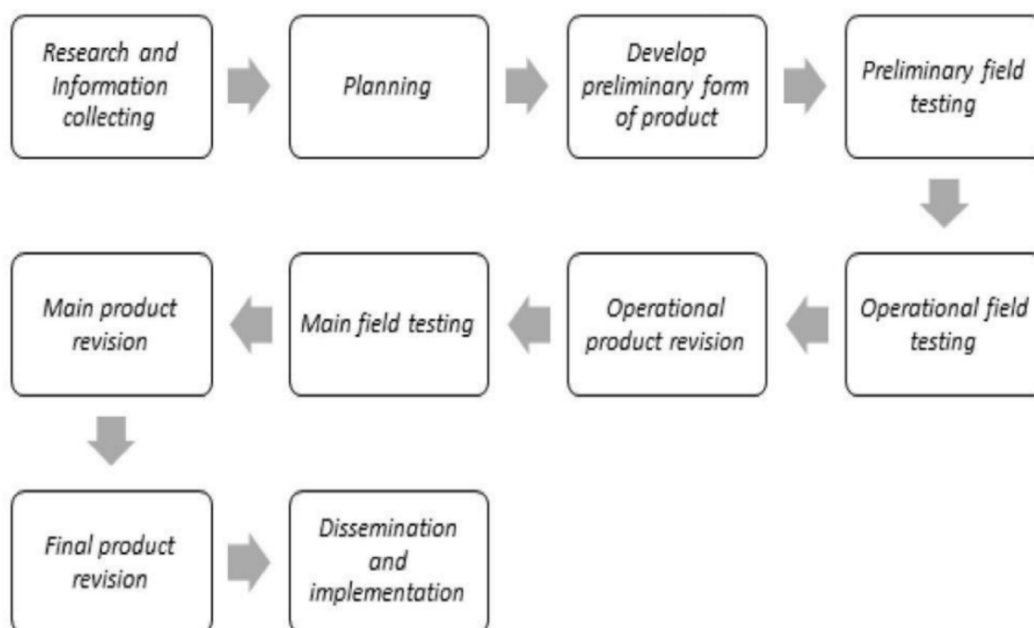 Research and
Information
collecting
Planning
Develop
preliminary form
of product
Preliminary field
testing
Operational field
testing
Operational
product revision
Main field testing
Main product
revision
Final product
revision
Dissemination
and
implementation